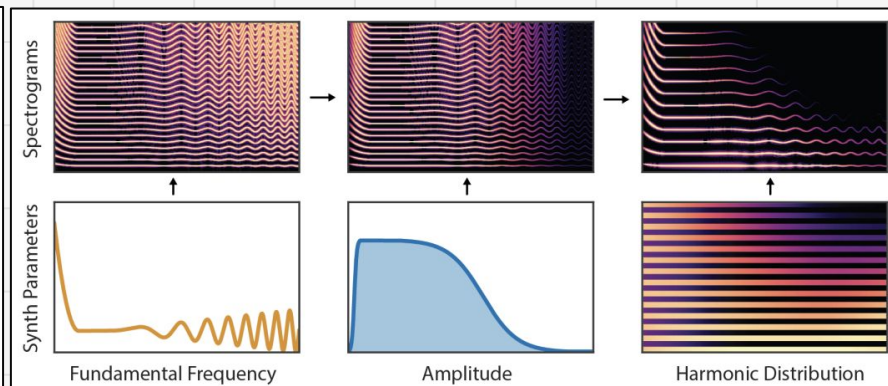 Spectrograms
Synth Parameters
Fundamental Frequency
Amplitude
Harmonic Distribution